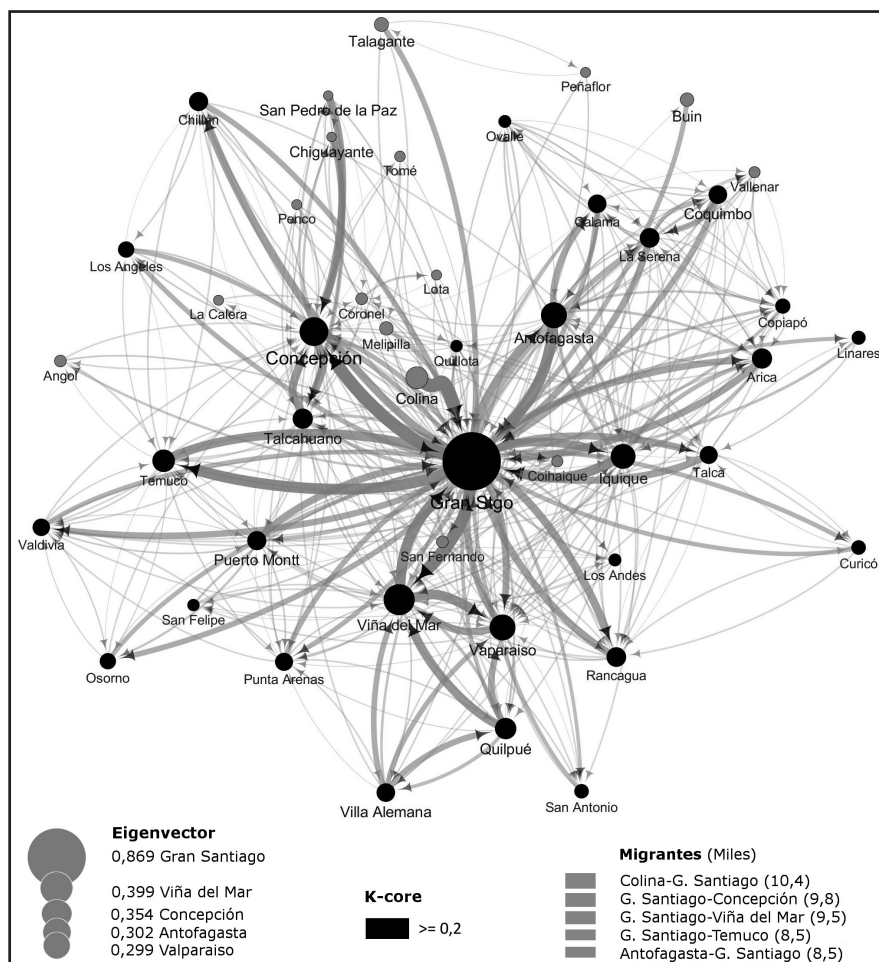 Talagante
Peñaflor
San Pedro de la Paz
Buin
Chillán
Ovalle
Chiguayante
Tomé
Vallenar
Penco
Calama
Coquimbo
La Serena
Los Angeles
Lota
La Calera
Coronel
Copiapó
Melipilla
Antofagasta
Concepción
Quillota
Linares
Angol
Arica
Colina
Talcahuano
Temuco
Coihaique
Iquique
Talca
Gran Stgo
Valdivia
Puerto Montt
San Fernando
Los Andes
Curicó
San Felipe
Viña del Mar
Vaparaiso
Osorno
Punta Arenas
Rancagua
Quilpué
Villa Alemana
San Antonio
Eigenvector
0,869 Gran Santiago
0,399 Viña del Mar
0,354 Concepción
0,302 Antofagasta
0,299 Valparaiso
K-core
>= 0,2
Migrantes (Miles)
Colina-G. Santiago (10,4)
G. Santiago-Concepción (9,8)
G. Santiago-Viña del Mar (9,5)
G. Santiago-Temuco (8,5)
Antofagasta-G. Santiago (8,5)